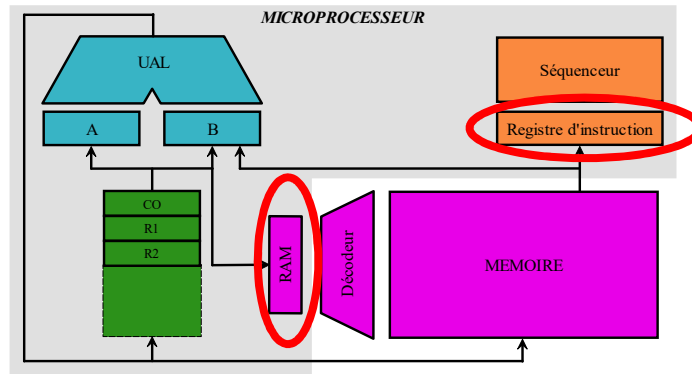 MICROPROCESSEUR
UAL
Séquenceur
A
B
Registre d'instruction
CO
R1
R2
RAM
Décodeur
MEMOIRE